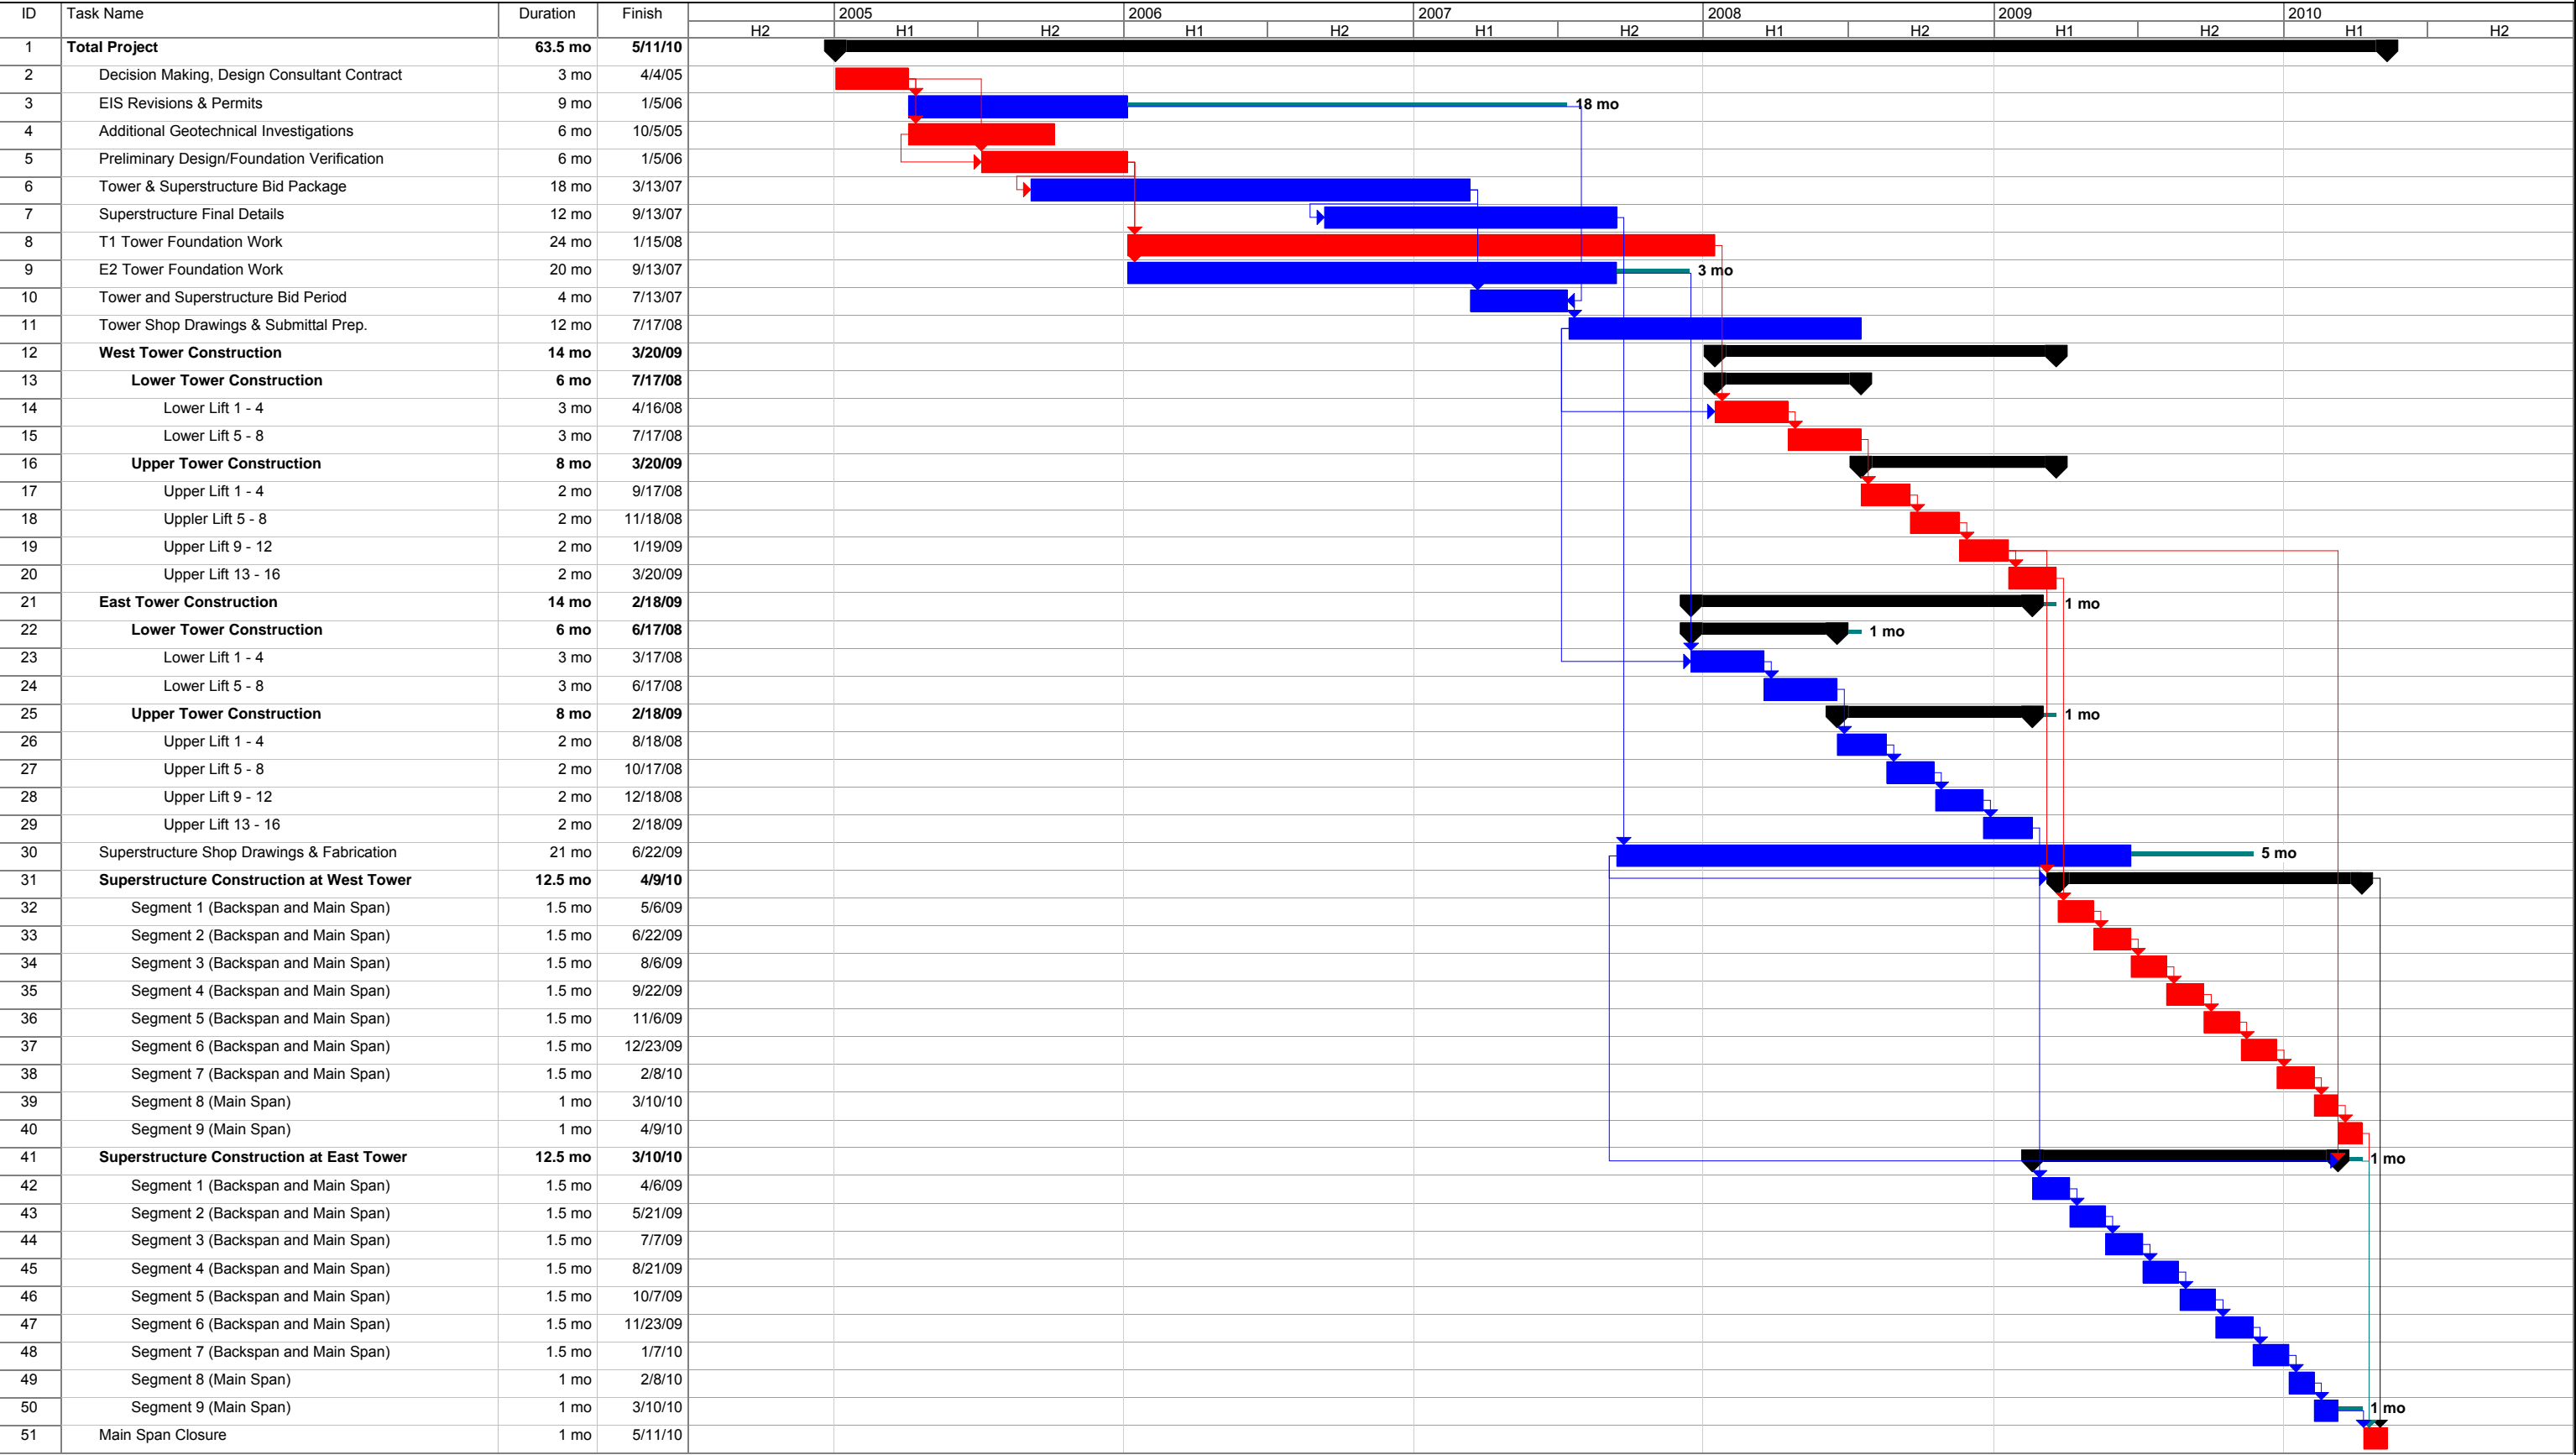 ID Task Name Duration Finish 2005 2006 2007 2008 2009 2010
H2 H1 H2 H1 H2 H1 H2 H1 H2 H1 H2 H1 H2
1 Total Project 63.5 mo 5/11/10
2 Decision Making, Design Consultant Contract 3 mo 4/4/05
3 EIS Revisions & Permits 9 mo 1/5/06 18 mo
4 Additional Geotechnical Investigations 6 mo 10/5/05
5 Preliminary Design/Foundation Verification 6 mo 1/5/06
6 Tower & Superstructure Bid Package 18 mo 3/13/07
7 Superstructure Final Details 12 mo 9/13/07
8 T1 Tower Foundation Work 24 mo 1/15/08
9 E2 Tower Foundation Work 20 mo 9/13/07 3 mo
10 Tower and Superstructure Bid Period 4 mo 7/13/07
11 Tower Shop Drawings & Submittal Prep. 12 mo 7/17/08
12 West Tower Construction 14 mo 3/20/09
13 Lower Tower Construction 6 mo 7/17/08
14 Lower Lift 1 - 4 3 mo 4/16/08
15 Lower Lift 5 - 8 3 mo 7/17/08
16 Upper Tower Construction 8 mo 3/20/09
17 Upper Lift 1 - 4 2 mo 9/17/08
18 Uppler Lift 5 - 8 2 mo 11/18/08
19 Upper Lift 9 - 12 2 mo 1/19/09
20 Upper Lift 13 - 16 2 mo 3/20/09
21 East Tower Construction 14 mo 2/18/09 1 mo
22 Lower Tower Construction 6 mo 6/17/08 1 mo
23 Lower Lift 1 - 4 3 mo 3/17/08
24 Lower Lift 5 - 8 3 mo 6/17/08
25 Upper Tower Construction 8 mo 2/18/09 1 mo
26 Upper Lift 1 - 4 2 mo 8/18/08
27 Upper Lift 5 - 8 2 mo 10/17/08
28 Upper Lift 9 - 12 2 mo 12/18/08
29 Upper Lift 13 - 16 2 mo 2/18/09
30 Superstructure Shop Drawings & Fabrication 21 mo 6/22/09 5 mo
31 Superstructure Construction at West Tower 12.5 mo 4/9/10
32 Segment 1 (Backspan and Main Span) 1.5 mo 5/6/09
33 Segment 2 (Backspan and Main Span) 1.5 mo 6/22/09
34 Segment 3 (Backspan and Main Span) 1.5 mo 8/6/09
35 Segment 4 (Backspan and Main Span) 1.5 mo 9/22/09
36 Segment 5 (Backspan and Main Span) 1.5 mo 11/6/09
37 Segment 6 (Backspan and Main Span) 1.5 mo 12/23/09
38 Segment 7 (Backspan and Main Span) 1.5 mo 2/8/10
39 Segment 8 (Main Span) 1 mo 3/10/10
40 Segment 9 (Main Span) 1 mo 4/9/10
41 Superstructure Construction at East Tower 12.5 mo 3/10/10 1 mo
42 Segment 1 (Backspan and Main Span) 1.5 mo 4/6/09
43 Segment 2 (Backspan and Main Span) 1.5 mo 5/21/09
44 Segment 3 (Backspan and Main Span) 1.5 mo 7/7/09
45 Segment 4 (Backspan and Main Span) 1.5 mo 8/21/09
46 Segment 5 (Backspan and Main Span) 1.5 mo 10/7/09
47 Segment 6 (Backspan and Main Span) 1.5 mo 11/23/09
48 Segment 7 (Backspan and Main Span) 1.5 mo 1/7/10
49 Segment 8 (Main Span) 1 mo 2/8/10
50 Segment 9 (Main Span) 1 mo 3/10/10 1 mo
51 Main Span Closure 1 mo 5/11/10